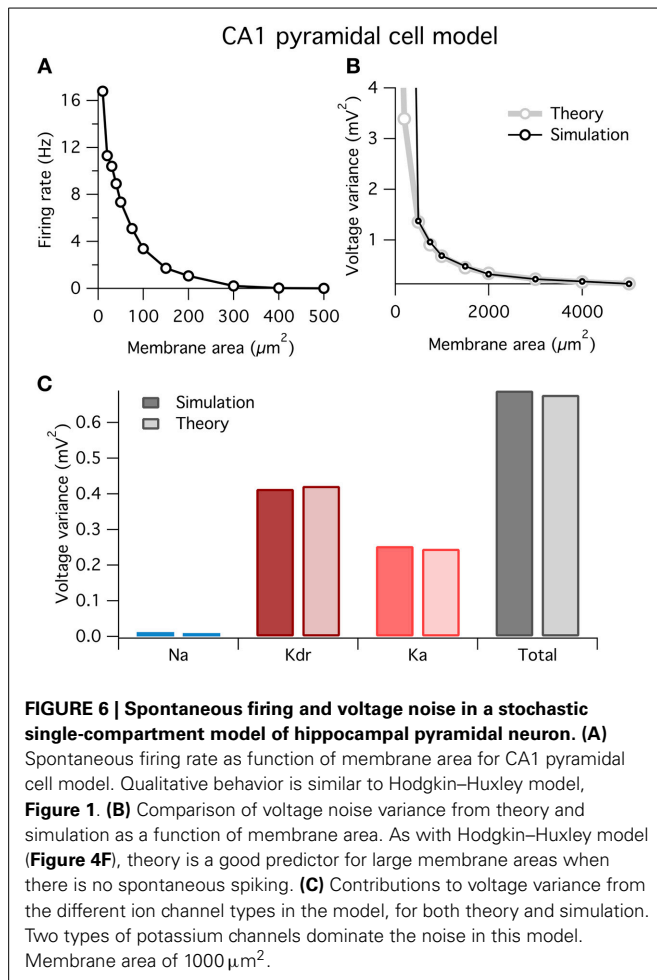 CA1 pyramidal cell model
A
Firing rate (Hz)
16
12
8
4
0
0 100 200 300 400 500
Membrane area (μm²)
B
Voltage variance (mV²)
4
3
2
1
0 2000 4000
Membrane area (μm²)
Theory
Simulation
C
Voltage variance (mV²)
0.6
0.5
0.4
0.3
0.2
0.1
0.0
Simulation
Theory
Na Kdr Ka Total
FIGURE 6 | Spontaneous firing and voltage noise in a stochastic
single-compartment model of hippocampal pyramidal neuron. (A)
Spontaneous firing rate as function of membrane area for CA1 pyramidal
cell model. Qualitative behavior is similar to Hodgkin–Huxley model,
Figure 1. (B) Comparison of voltage noise variance from theory and
simulation as a function of membrane area. As with Hodgkin–Huxley model
(Figure 4F), theory is a good predictor for large membrane areas when
there is no spontaneous spiking. (C) Contributions to voltage variance from
the different ion channel types in the model, for both theory and simulation.
Two types of potassium channels dominate the noise in this model.
Membrane area of 1000 μm².